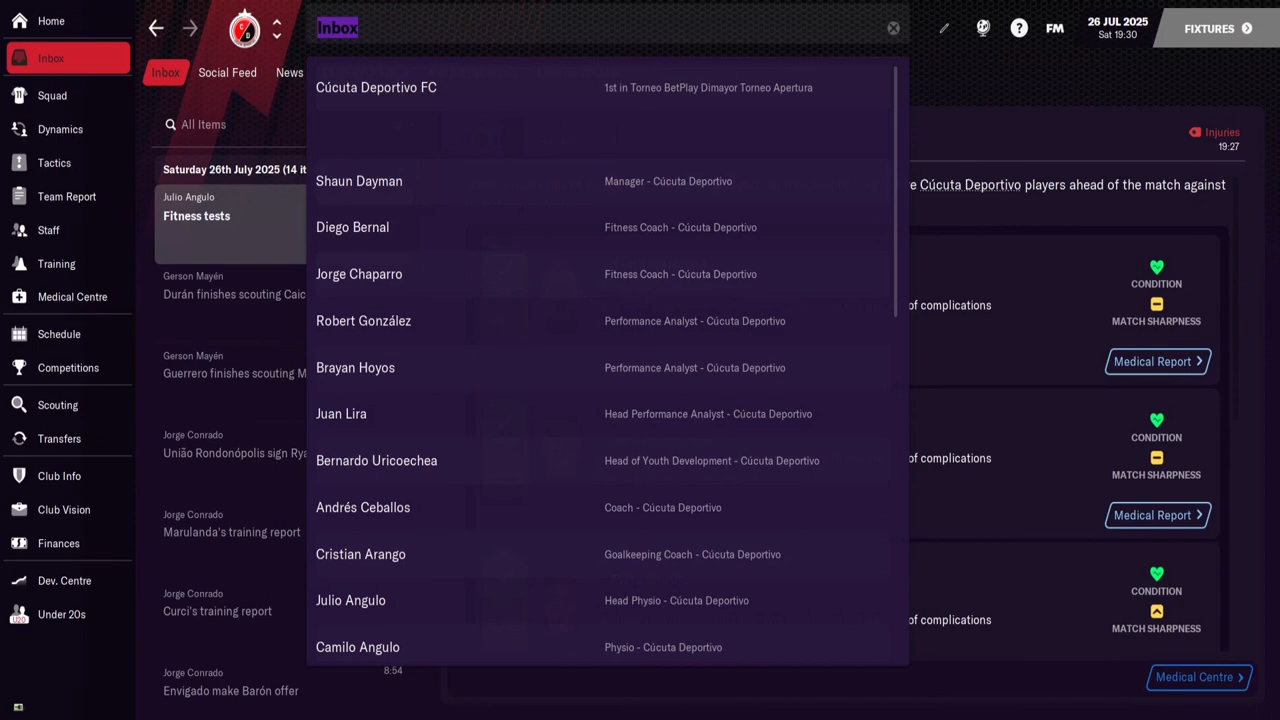 Home
Inbox
Squad
Dynamics
Tactics
Team Report
Staff
Training
Medical Centre
Schedule
Competitions
Scouting
Transfers
Club Info
Club Vision
Finances
Dev. Centre
Under 20s
Inbox
26 JUL 2025
Sat 19:30
FM
FIXTURES
Inbox
Social Feed
News
All Items
Saturday 26th July 2025 (14 it
Julio Angulo
Fitness tests
Gerson Mayén
Durán finishes scouting Caic
Gerson Mayén
Guerrero finishes scouting M
Jorge Conrado
União Rondonópolis sign Rya
Jorge Conrado
Marulanda's training report
Jorge Conrado
Curci's training report
Jorge Conrado
8:54
Envigado make Barón offer
Cúcuta Deportivo FC 1st in Torneo BetPlay Dimayor Torneo Apertura
Shaun Dayman Manager - Cúcuta Deportivo
Diego Bernal Fitness Coach - Cúcuta Deportivo
Jorge Chaparro Fitness Coach - Cúcuta Deportivo
Robert González Performance Analyst - Cúcuta Deportivo
Brayan Hoyos Performance Analyst - Cúcuta Deportivo
Juan Lira Head Performance Analyst - Cúcuta Deportivo
Bernardo Uricoechea Head of Youth Development - Cúcuta Deportivo
Andrés Ceballos Coach - Cúcuta Deportivo
Cristian Arango Goalkeeping Coach - Cúcuta Deportivo
Julio Angulo Head Physio - Cúcuta Deportivo
Camilo Angulo Physio - Cúcuta Deportivo
Injuries
19:27
e Cúcuta Deportivo players ahead of the match against
of complications
CONDITION
MATCH SHARPNESS
Medical Report
of complications
CONDITION
MATCH SHARPNESS
Medical Report
of complications
CONDITION
MATCH SHARPNESS
Medical Centre